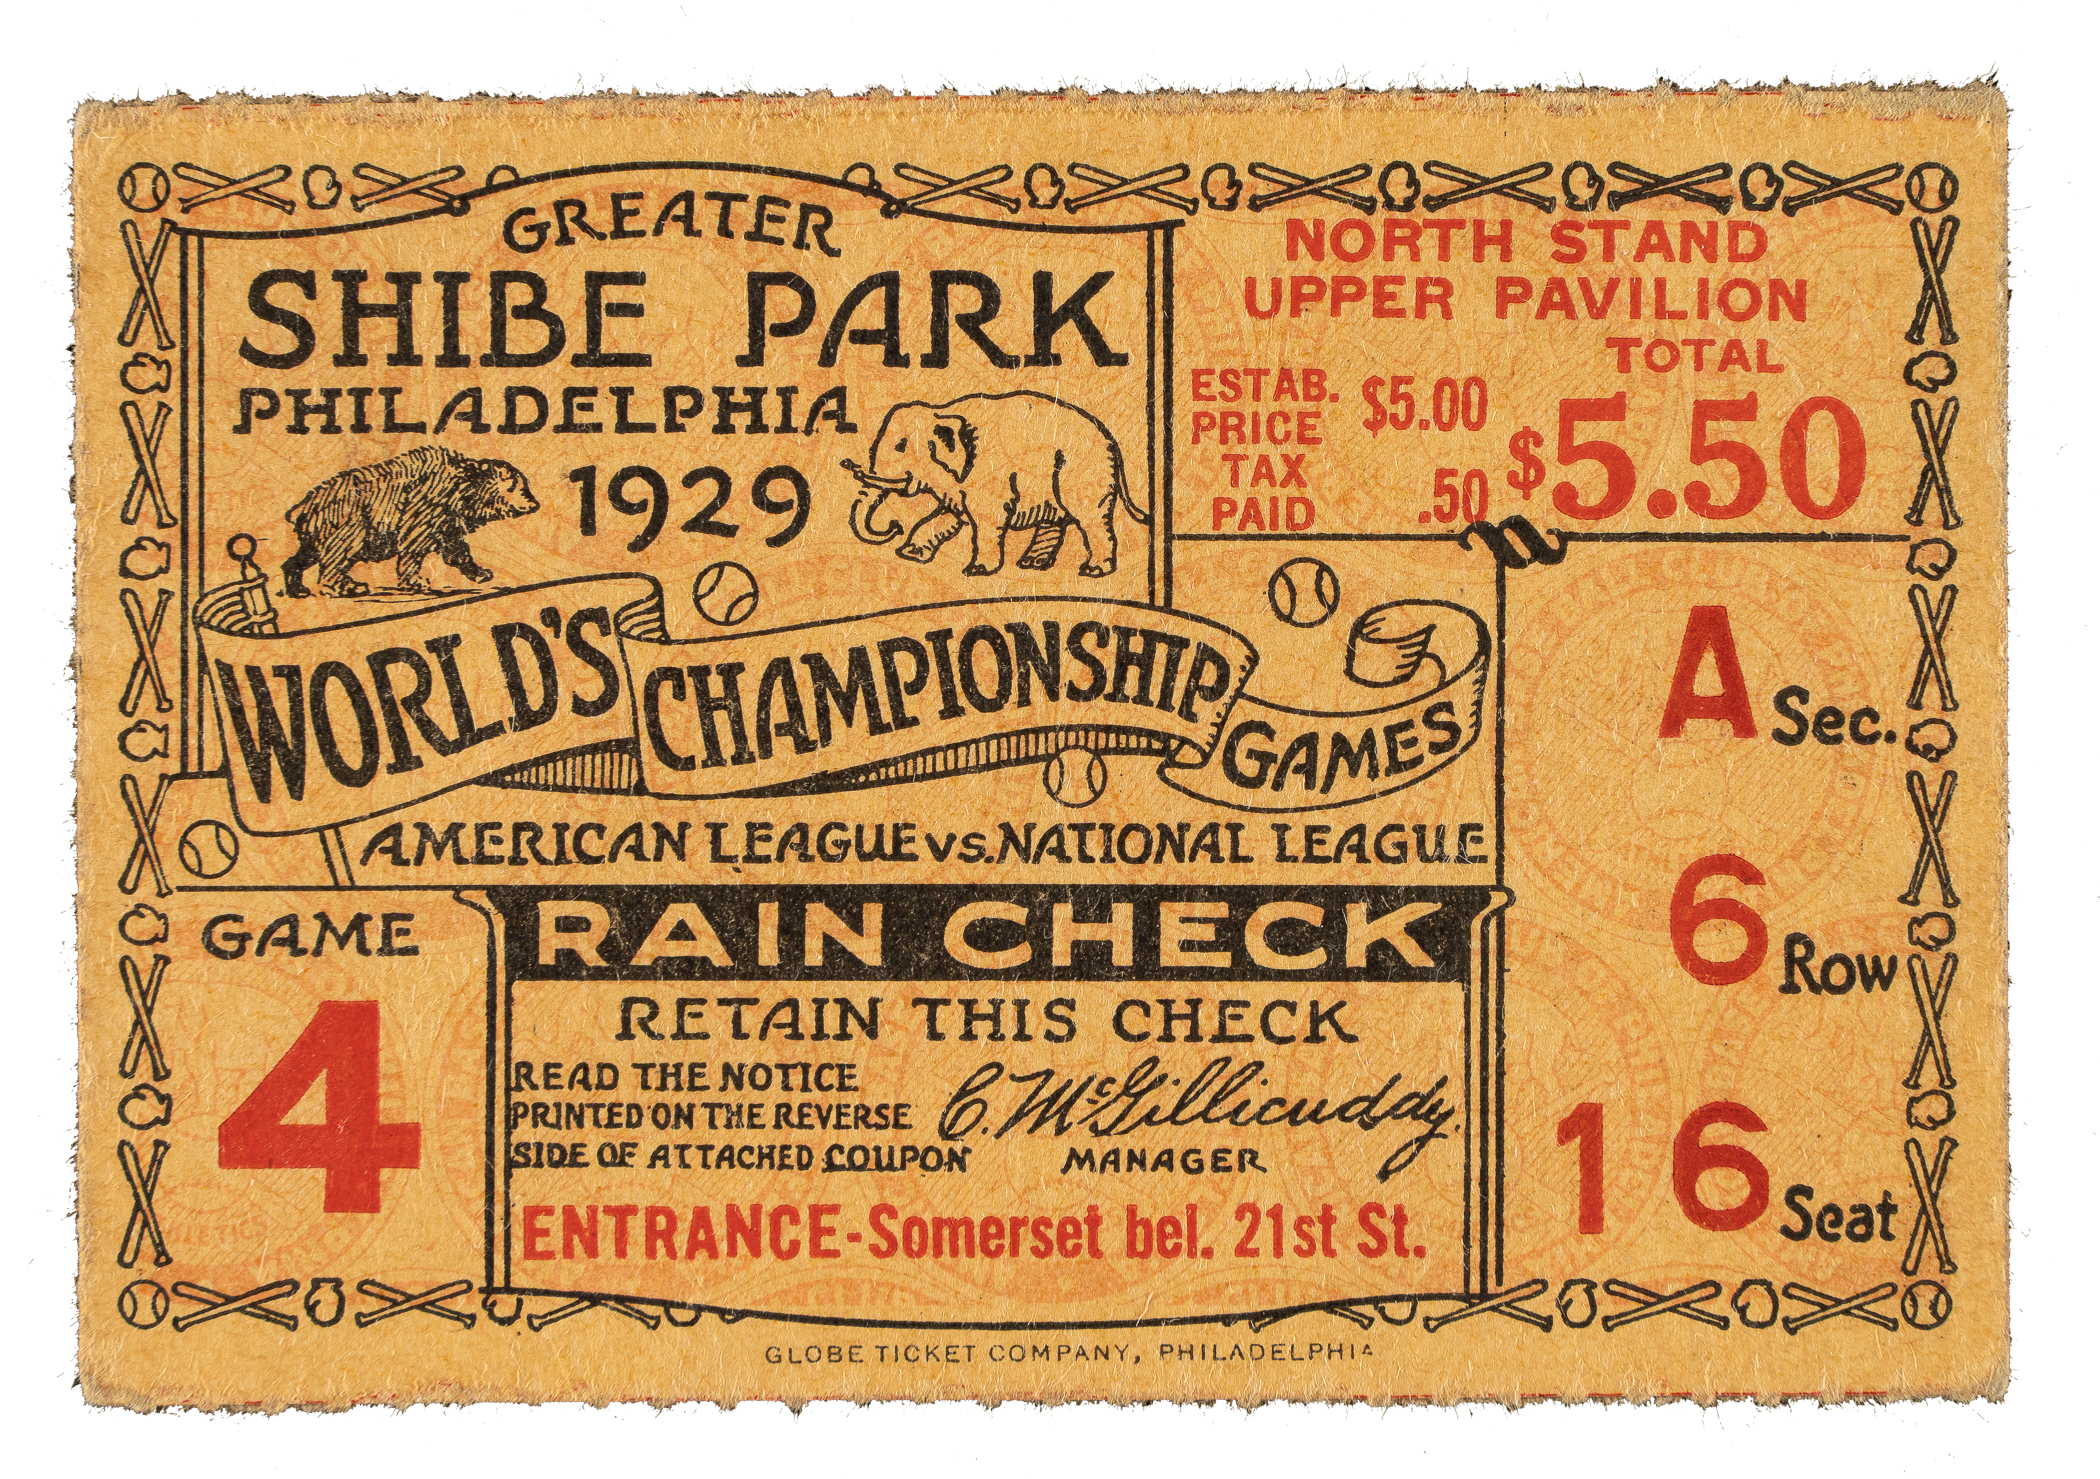 GREATER
SHIBE PARK
PHILADELPHIA
1929
WORLD'S CHAMPIONSHIP GAMES
AMERICAN LEAGUE VS. NATIONAL LEAGUE
NORTH STAND
UPPER PAVILION
TOTAL
ESTAB.
PRICE $5.00
TAX
PAID .50
$5.50
A Sec.
6 Row
16 Seat
GAME
4
RAIN CHECK
RETAIN THIS CHECK
READ THE NOTICE
PRINTED ON THE REVERSE
SIDE OF ATTACHED COUPON
C. McGillicuddy.
MANAGER
ENTRANCE-Somerset bel. 21st St.
GLOBE TICKET COMPANY, PHILADELPHIA